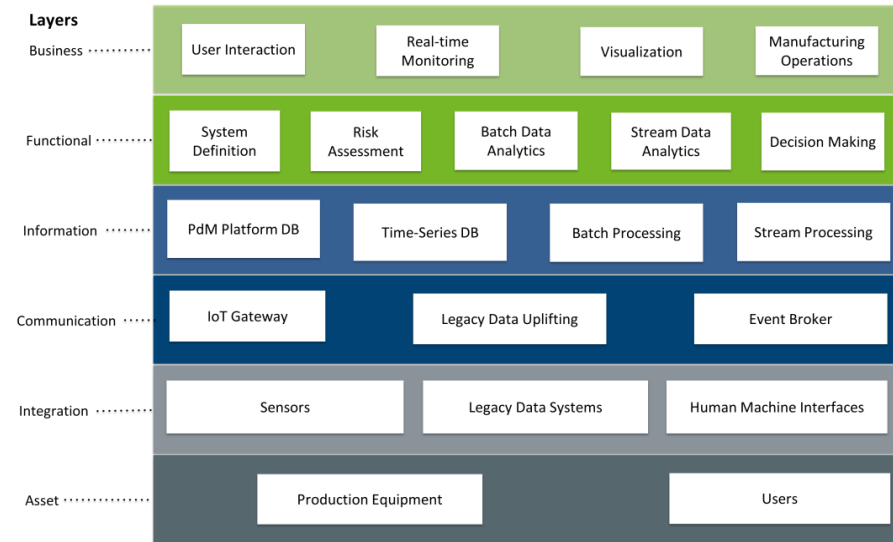 Layers
Business
User Interaction
Real-time
Monitoring
Visualization
Manufacturing
Operations
Functional
System
Definition
Risk
Assessment
Batch Data
Analytics
Stream Data
Analytics
Decision Making
Information
PdM Platform DB
Time-Series DB
Batch Processing
Stream Processing
Communication
IoT Gateway
Legacy Data Uplifting
Event Broker
Integration
Sensors
Legacy Data Systems
Human Machine Interfaces
Asset
Production Equipment
Users